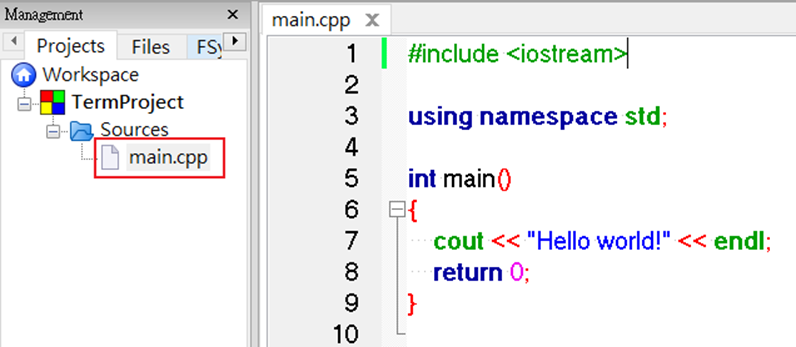 Management
Projects Files FSy
Workspace
TermProject
Sources
main.cpp
main.cpp
1 #include <iostream>
2
3 using namespace std;
4
5 int main()
6 {
7 cout << "Hello world!" << endl;
8 return 0;
9 }
10